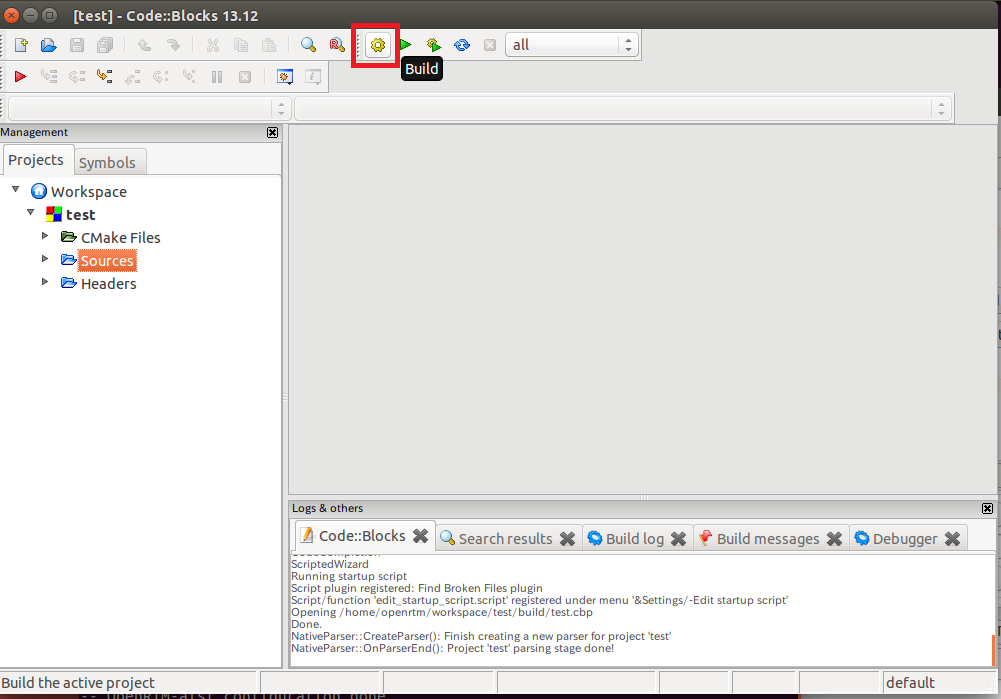 [test] - Code::Blocks 13.12
all
Build
Management
Projects
Symbols
Workspace
test
CMake Files
Sources
Headers
Logs & others
Code::Blocks
Search results
Build log
Build messages
Debugger
CodeCompletion
ScriptedWizard
Running startup script
Script plugin registered: Find Broken Files plugin
Script/function 'edit_startup_script.script' registered under menu '&Settings/-Edit startup script'
Opening /home/openrtm/workspace/test/build/test.cbp
Done.
NativeParser::CreateParser(): Finish creating a new parser for project 'test'
NativeParser::OnParserEnd(): Project 'test' parsing stage done!
Build the active project
default